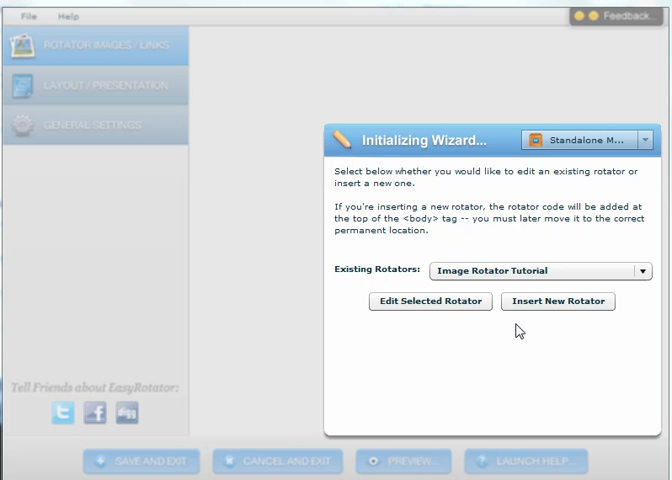 File Help
Feedback...
ROTATOR IMAGES / LINKS
LAYOUT / PRESENTATION
GENERAL SETTINGS
Initializing Wizard...
Standalone M...
Select below whether you would like to edit an existing rotator or
insert a new one.
If you're inserting a new rotator, the rotator code will be added at
the top of the <body> tag -- you must later move it to the correct
permanent location.
Existing Rotators: Image Rotator Tutorial
Edit Selected Rotator Insert New Rotator
Tell Friends about EasyRotator:
digg
SAVE AND EXIT CANCEL AND EXIT PREVIEW... LAUNCH HELP...